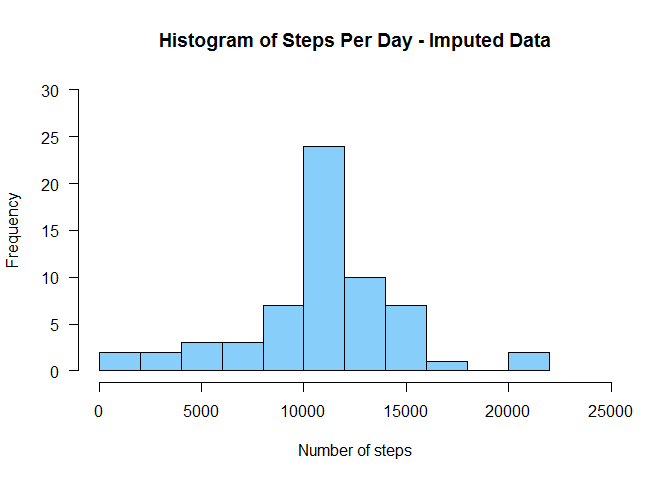 Histogram of Steps Per Day - Imputed Data
Frequency
30
25
20
15
10
5
0
0 5000 10000 15000 20000 25000
Number of steps